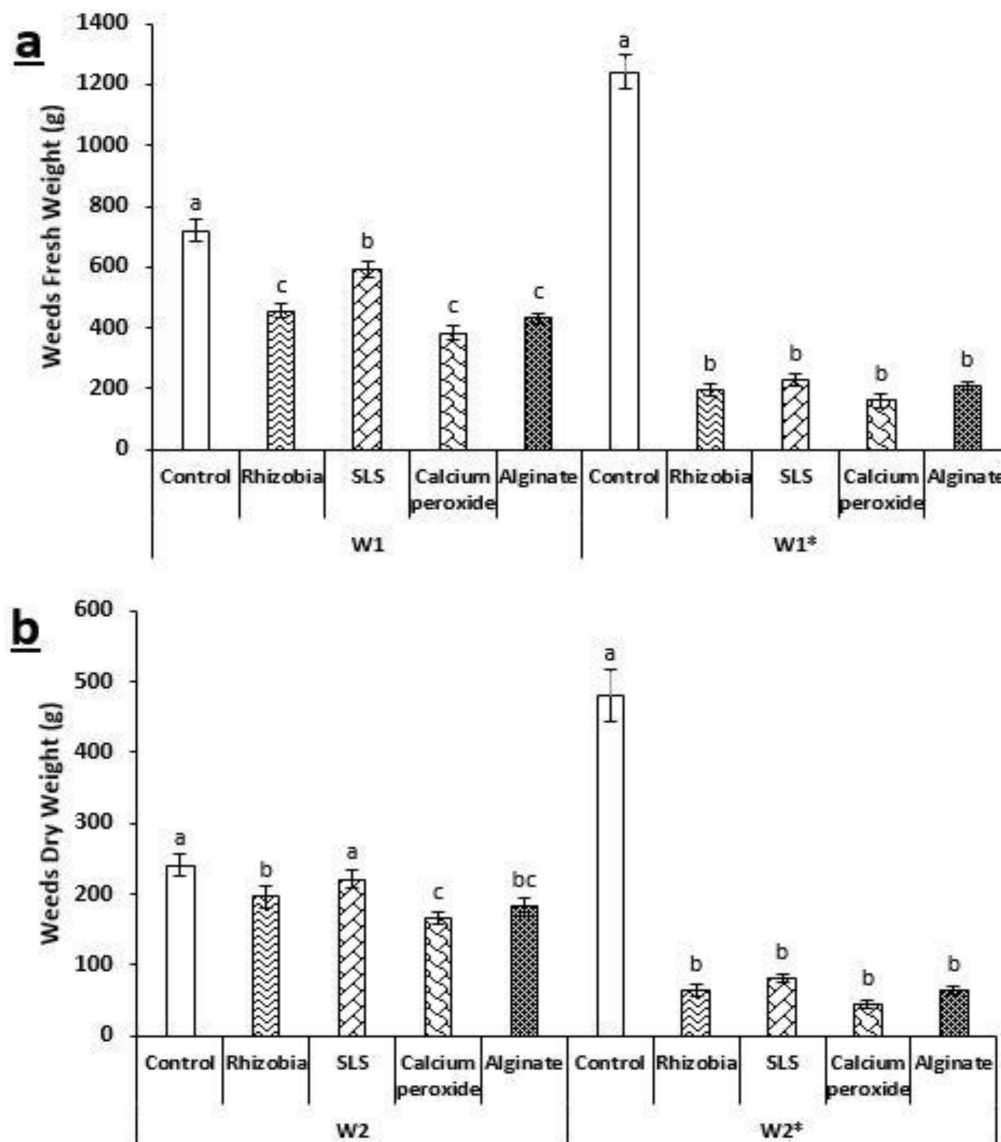 a
Weeds Fresh Weight (g)
1400
1200
1000
800
600
400
200
0
a
c
b
c
c
a
b
b
b
b
Control Rhizobia SLS Calcium peroxide Alginate Control Rhizobia SLS Calcium peroxide Alginate
W1 W1*
b
Weeds Dry Weight (g)
600
500
400
300
200
100
0
a
b
a
c
bc
a
b
b
b
b
Control Rhizobia SLS Calcium peroxide Alginate Control Rhizobia SLS Calcium peroxide Alginate
W2 W2*